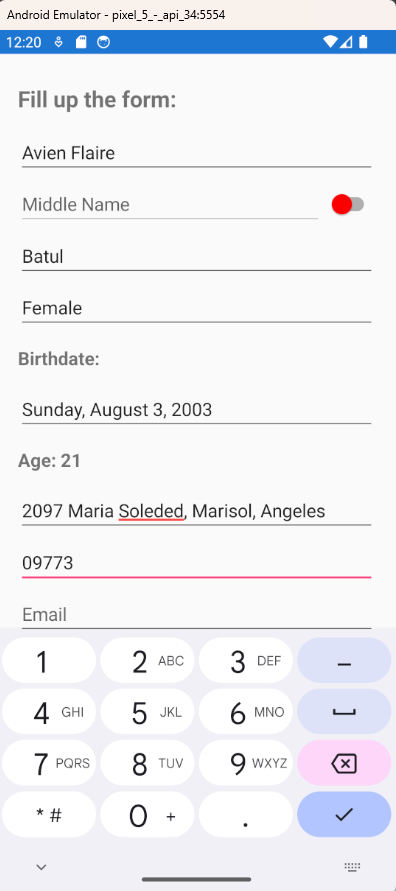 Android Emulator - pixel_5_-_api_34:5554
12:20
Fill up the form:
Avien Flaire
Middle Name
Batul
Female
Birthdate:
Sunday, August 3, 2003
Age: 21
2097 Maria Soleded, Marisol, Angeles
09773
Email
1 2 ABC 3 DEF –
4 GHI 5 JKL 6 MNO
7 PQRS 8 TUV 9 WXYZ
* # 0 + .